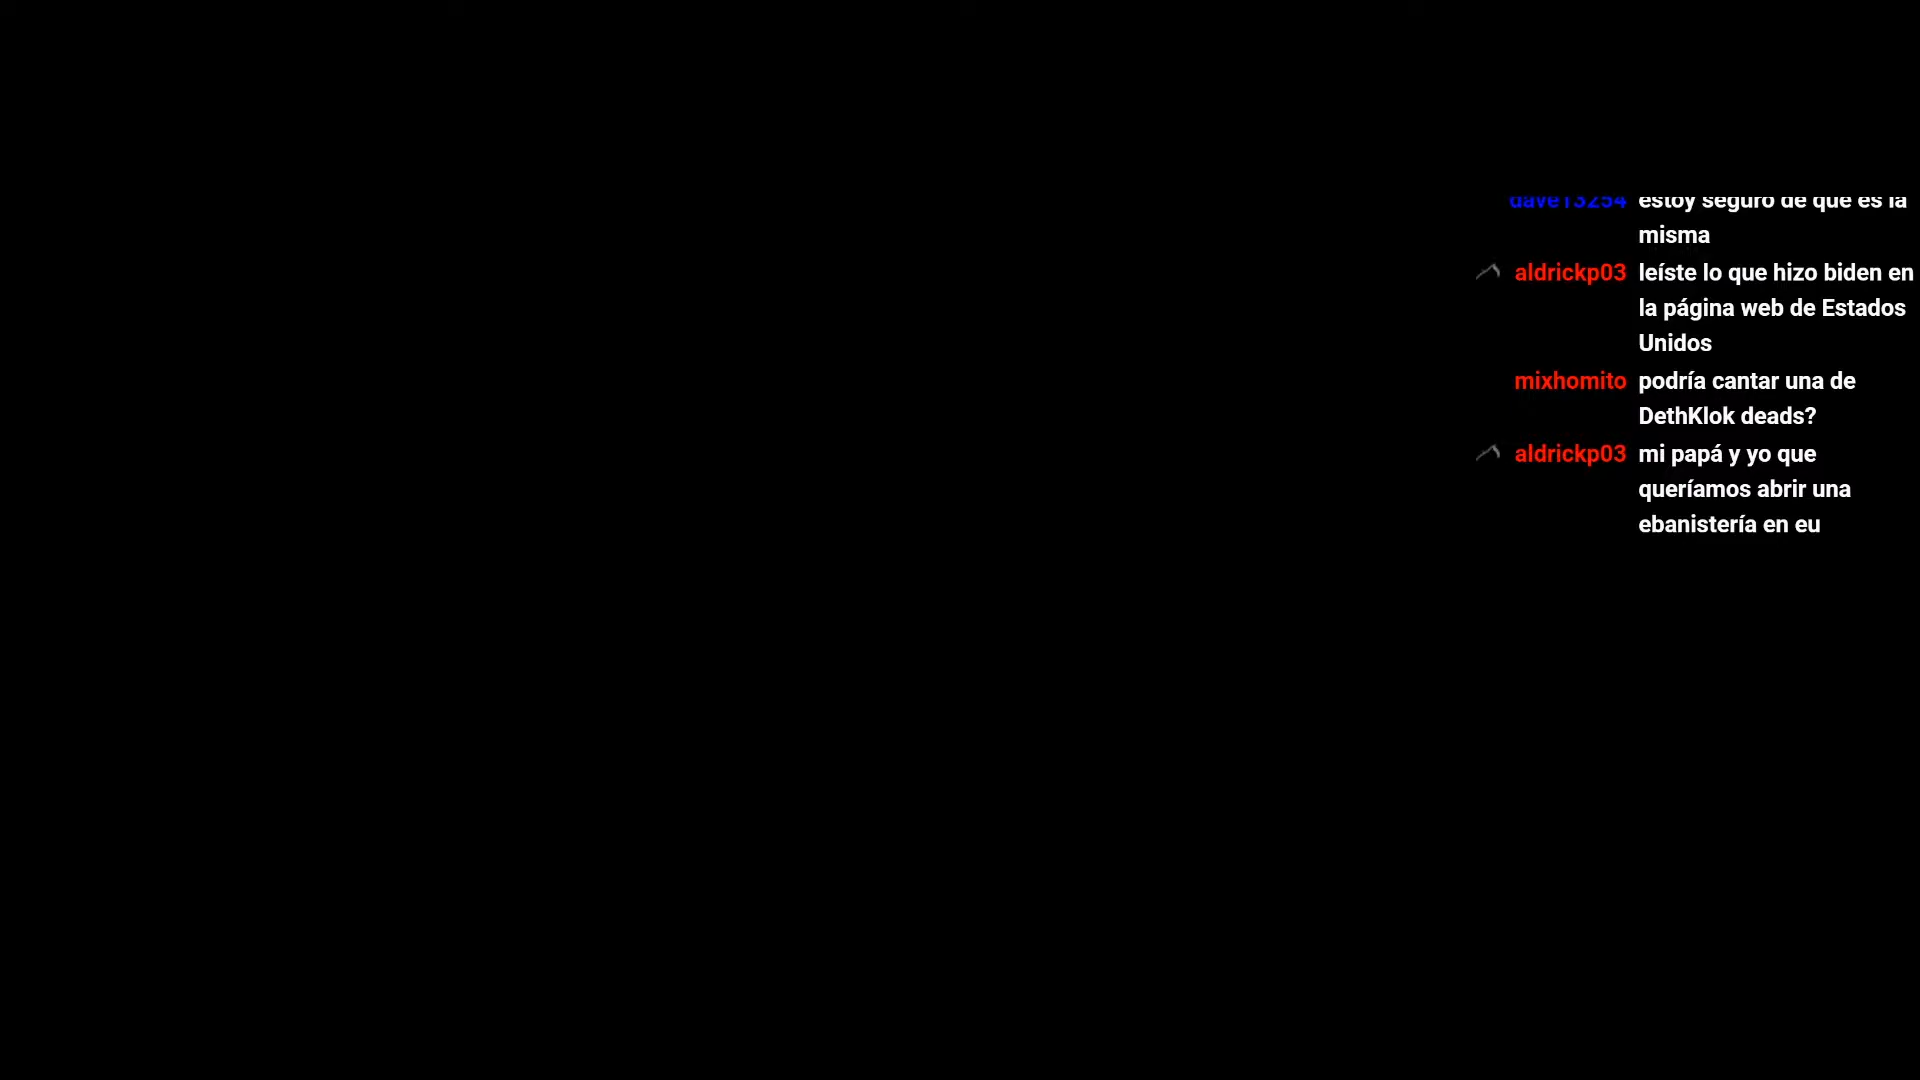 dave13254 estoy seguro de que es la
misma
aldrickp03 leíste lo que hizo biden en
la página web de Estados
Unidos
mixhomito podría cantar una de
DethKlok deads?
aldrickp03 mi papá y yo que
queríamos abrir una
ebanistería en eu